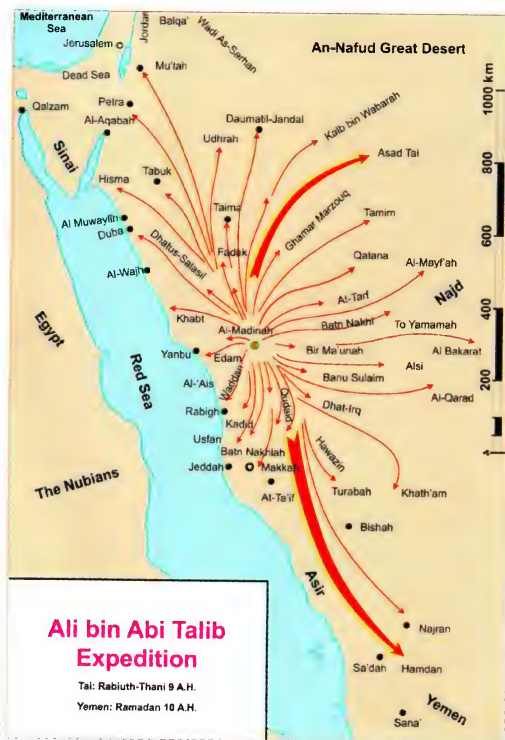 Mediterranean
Sea
Jordan
Balqa'
Wadi As-Sarhan
An-Nafud Great Desert
Jerusalem
Dead Sea
Mu'tah
Qalzam
Petra
Al-Aqabah
Daumatil-Jandal
Udhrah
Kalb bin Wabarah
Asad Tai
Sinai
Hisma
Tabuk
Taima
Ghamar Marzouq
Tamim
Al Muwaylih
Duba
Dhatus-Salasil
Fadak
Qatana
Al-Mayf'ah
Al-Wajh
At-Tarf
Najd
Khabt
Al-Madinah
Batn Nakhl
To Yamamah
Egypt
Yanbu
Edam
Bir Ma'unah
Al Bakarat
Red Sea
Al-'Ais
Waddan
Banu Sulaim
Alsi
Qudaid
Dhat-Irq
Al-Qarad
Rabigh
Kadid
Usfan
Hawazin
Batn Nakhlah
Jeddah
Makkah
The Nubians
At-Ta'if
Turabah
Khath'am
Bishah
Asir
Najran
Sa'dah
Hamdan
Yemen
Sana'
1000 km
800
600
400
200
Ali bin Abi Talib
Expedition
Tai: Rabiuth-Thani 9 A.H.
Yemen: Ramadan 10 A.H.